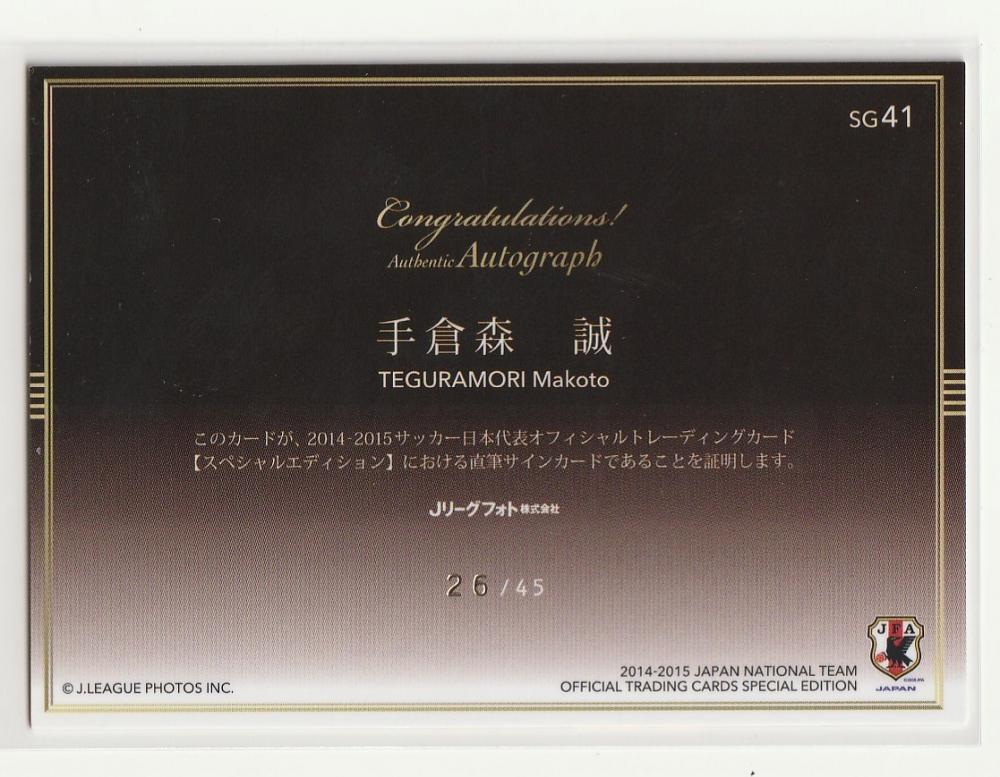 SG41
Congratulations!
Authentic Autograph
手倉森 誠
TEGURAMORI Makoto
このカードが、2014-2015サッカー日本代表オフィシャルトレーディングカード
【スペシャルエディション】における直筆サインカードであることを証明します。
Jリーグフォト株式会社
26/45
JFA
JAPAN
2014-2015 JAPAN NATIONAL TEAM
OFFICIAL TRADING CARDS SPECIAL EDITION
© J.LEAGUE PHOTOS INC.